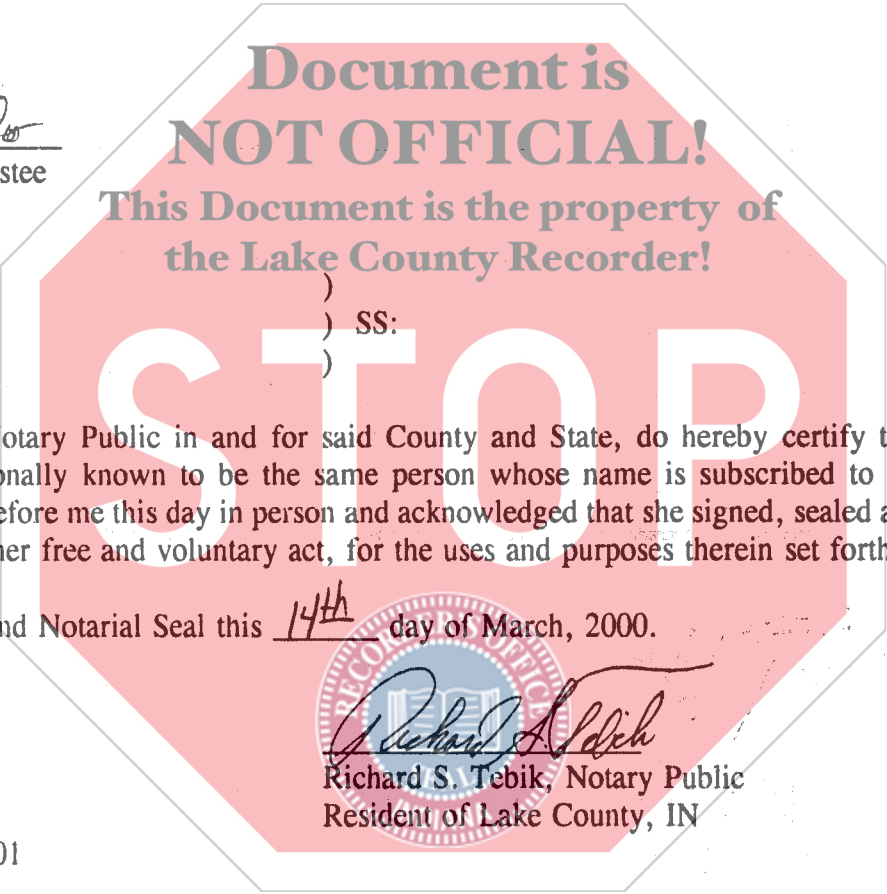 Document is
NOT OFFICIAL!
stee
This Document is the property of
the Lake County Recorder!
)
) SS:
)
STOP
otary Public in and for said County and State, do hereby certify t
onally known to be the same person whose name is subscribed to
efore me this day in person and acknowledged that she signed, sealed a
her free and voluntary act, for the uses and purposes therein set forth
nd Notarial Seal this 14th day of March, 2000.
RECORDER'S OFFICE
Richard S. Tebik, Notary Public
Resident of Lake County, IN
01